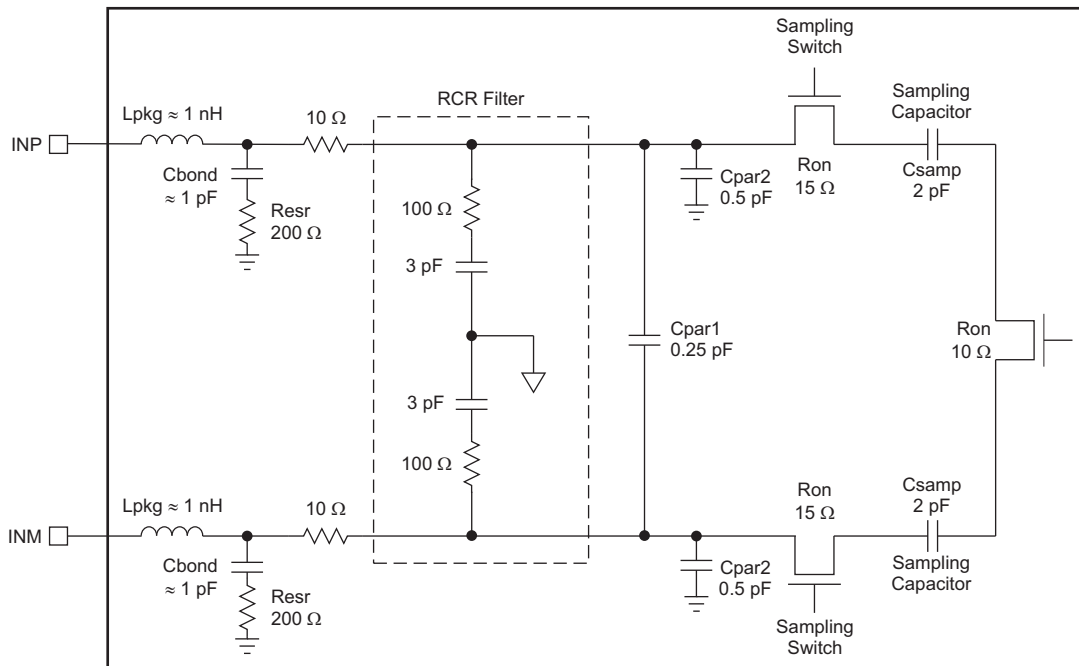 Sampling
Switch
Lpkg ≈ 1 nH
10 Ω
RCR Filter
Sampling
Capacitor
INP
Cbond
≈ 1 pF
Resr
200 Ω
100 Ω
3 pF
Cpar2
0.5 pF
Ron
15 Ω
Csamp
2 pF
Cpar1
0.25 pF
Ron
10 Ω
3 pF
100 Ω
Lpkg ≈ 1 nH
10 Ω
Ron
15 Ω
Csamp
2 pF
INM
Cbond
≈ 1 pF
Resr
200 Ω
Cpar2
0.5 pF
Sampling
Capacitor
Sampling
Switch